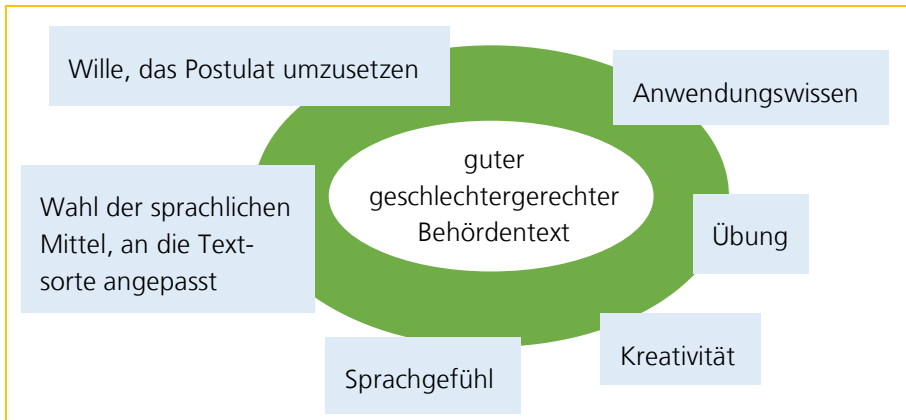 Wille, das Postulat umzusetzen
Anwendungswissen
guter
geschlechtergerechter
Behördentext
Wahl der sprachlichen
Mittel, an die Text-
sorte angepasst
Übung
Kreativität
Sprachgefühl